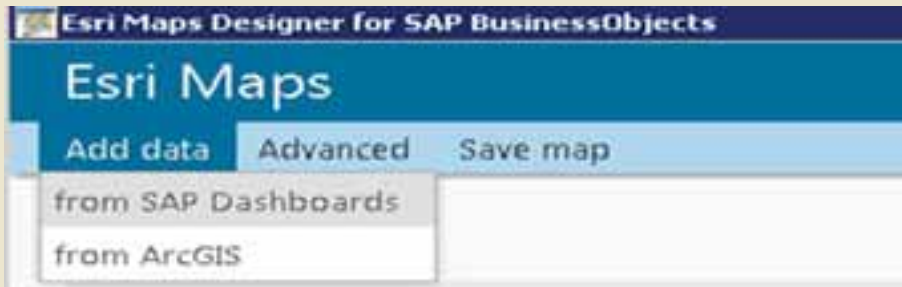 Esri Maps Designer for SAP BusinessObjects
Esri Maps
Add data Advanced Save map
from SAP Dashboards
from ArcGIS